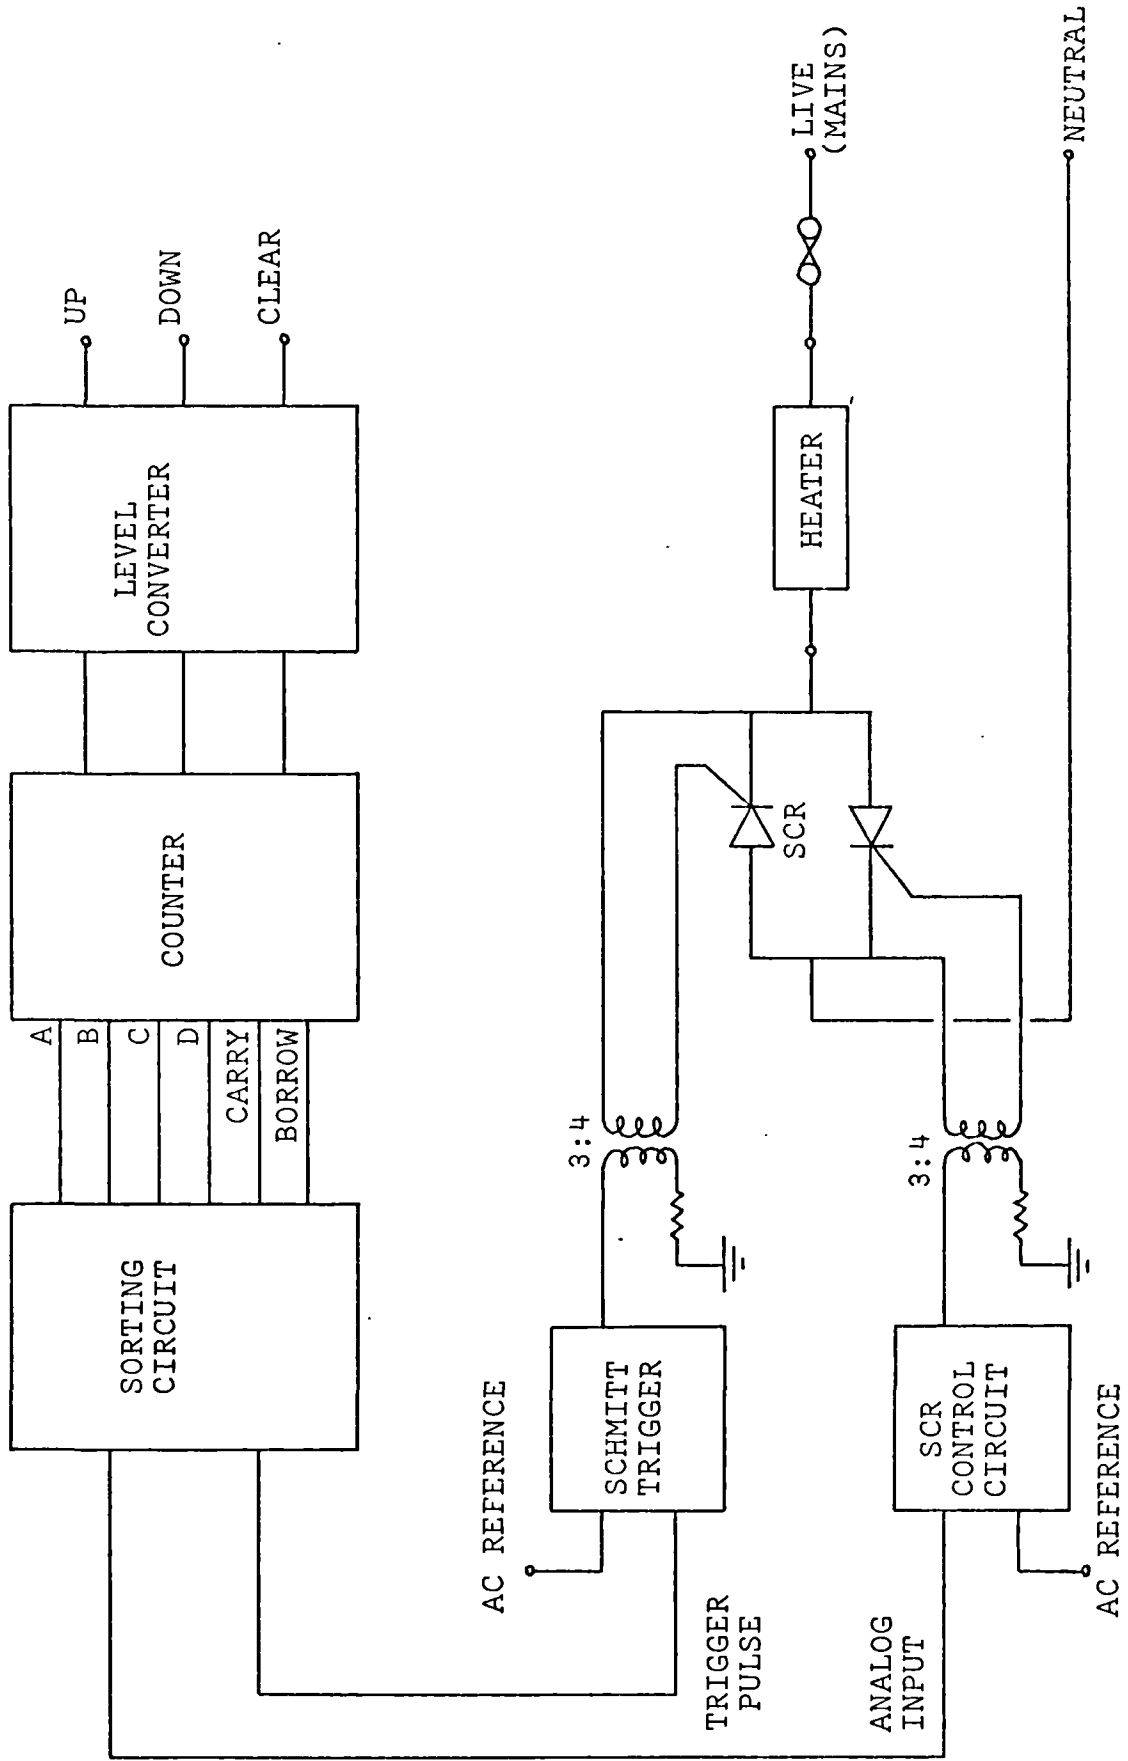 UP
DOWN
CLEAR
LEVEL
CONVERTER
COUNTER
A
B
C
D
CARRY
BORROW
SORTING
CIRCUIT
LIVE
(MAINS)
NEUTRAL
HEATER
SCR
3:4
3:4
SCHMITT
TRIGGER
AC REFERENCE
TRIGGER
PULSE
SCR
CONTROL
CIRCUIT
AC REFERENCE
ANALOG
INPUT